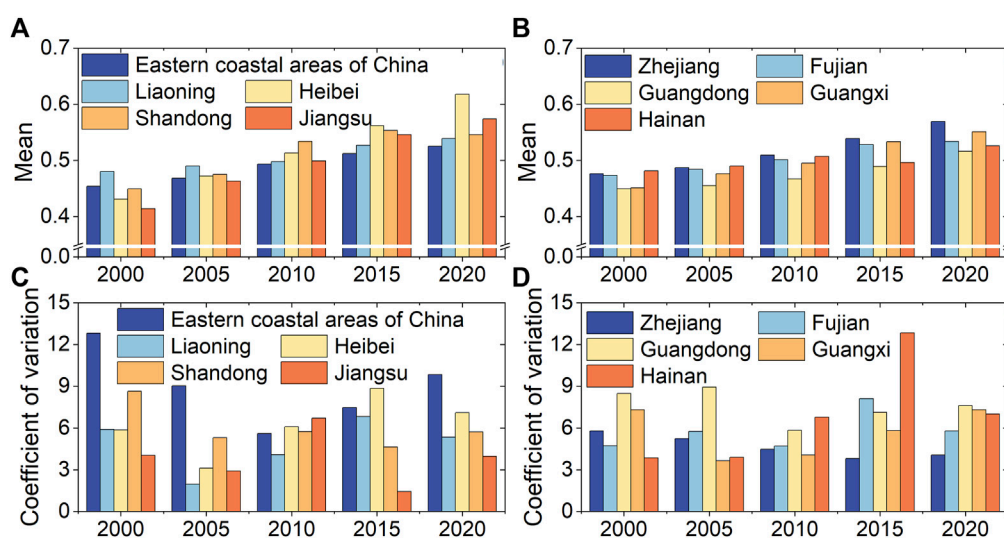 A
Mean
0.7
0.6
0.5
0.4
0.0
Eastern coastal areas of China
Liaoning Heibei
Shandong Jiangsu
2000 2005 2010 2015 2020
B
Mean
0.7
0.6
0.5
0.4
0.0
Zhejiang Fujian
Guangdong Guangxi
Hainan
2000 2005 2010 2015 2020
C
Coefficient of variation
15
12
9
6
3
0
Eastern coastal areas of China
Liaoning Heibei
Shandong Jiangsu
2000 2005 2010 2015 2020
D
Coefficient of variation
15
12
9
6
3
0
Zhejiang Fujian
Guangdong Guangxi
Hainan
2000 2005 2010 2015 2020